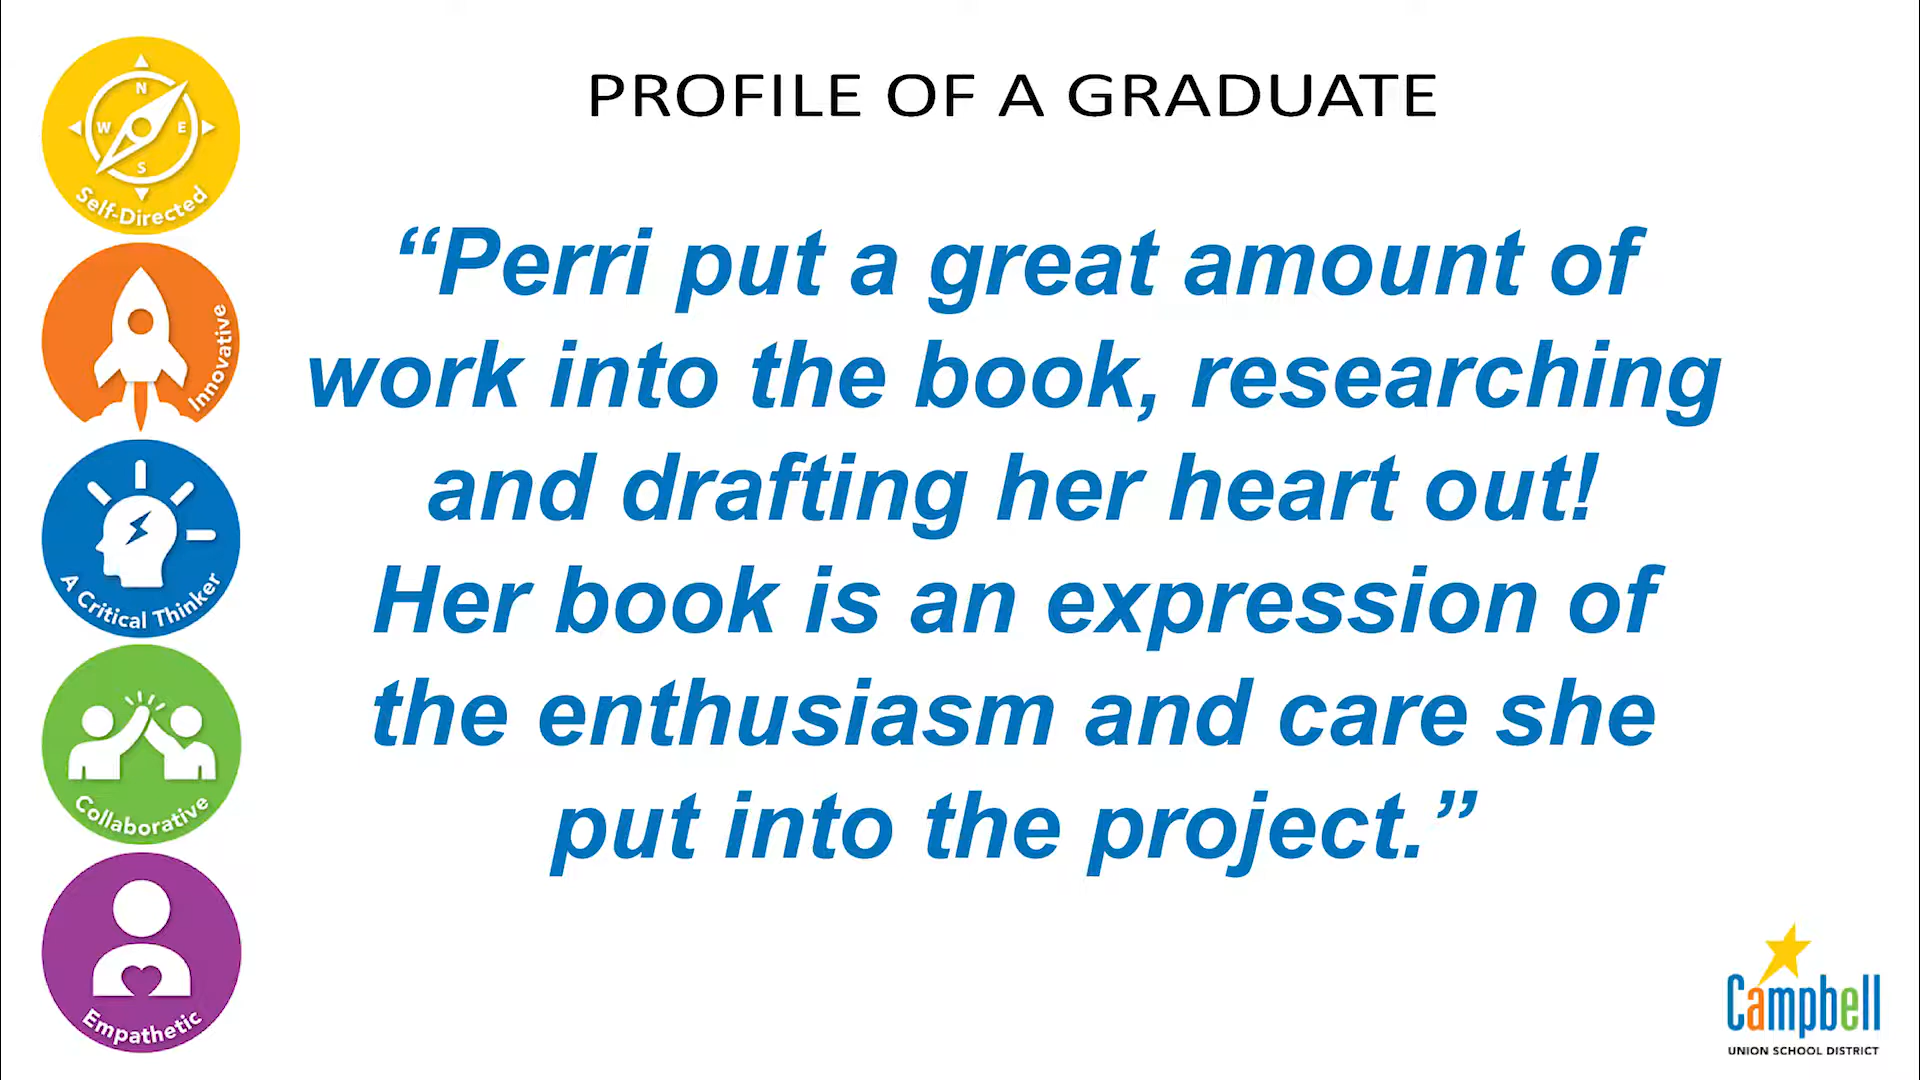 PROFILE OF A GRADUATE
N
W E
S
Self-Directed
Innovative
A Critical Thinker
Collaborative
Empathetic
“Perri put a great amount of
work into the book, researching
and drafting her heart out!
Her book is an expression of
the enthusiasm and care she
put into the project.”
Campbell
UNION SCHOOL DISTRICT